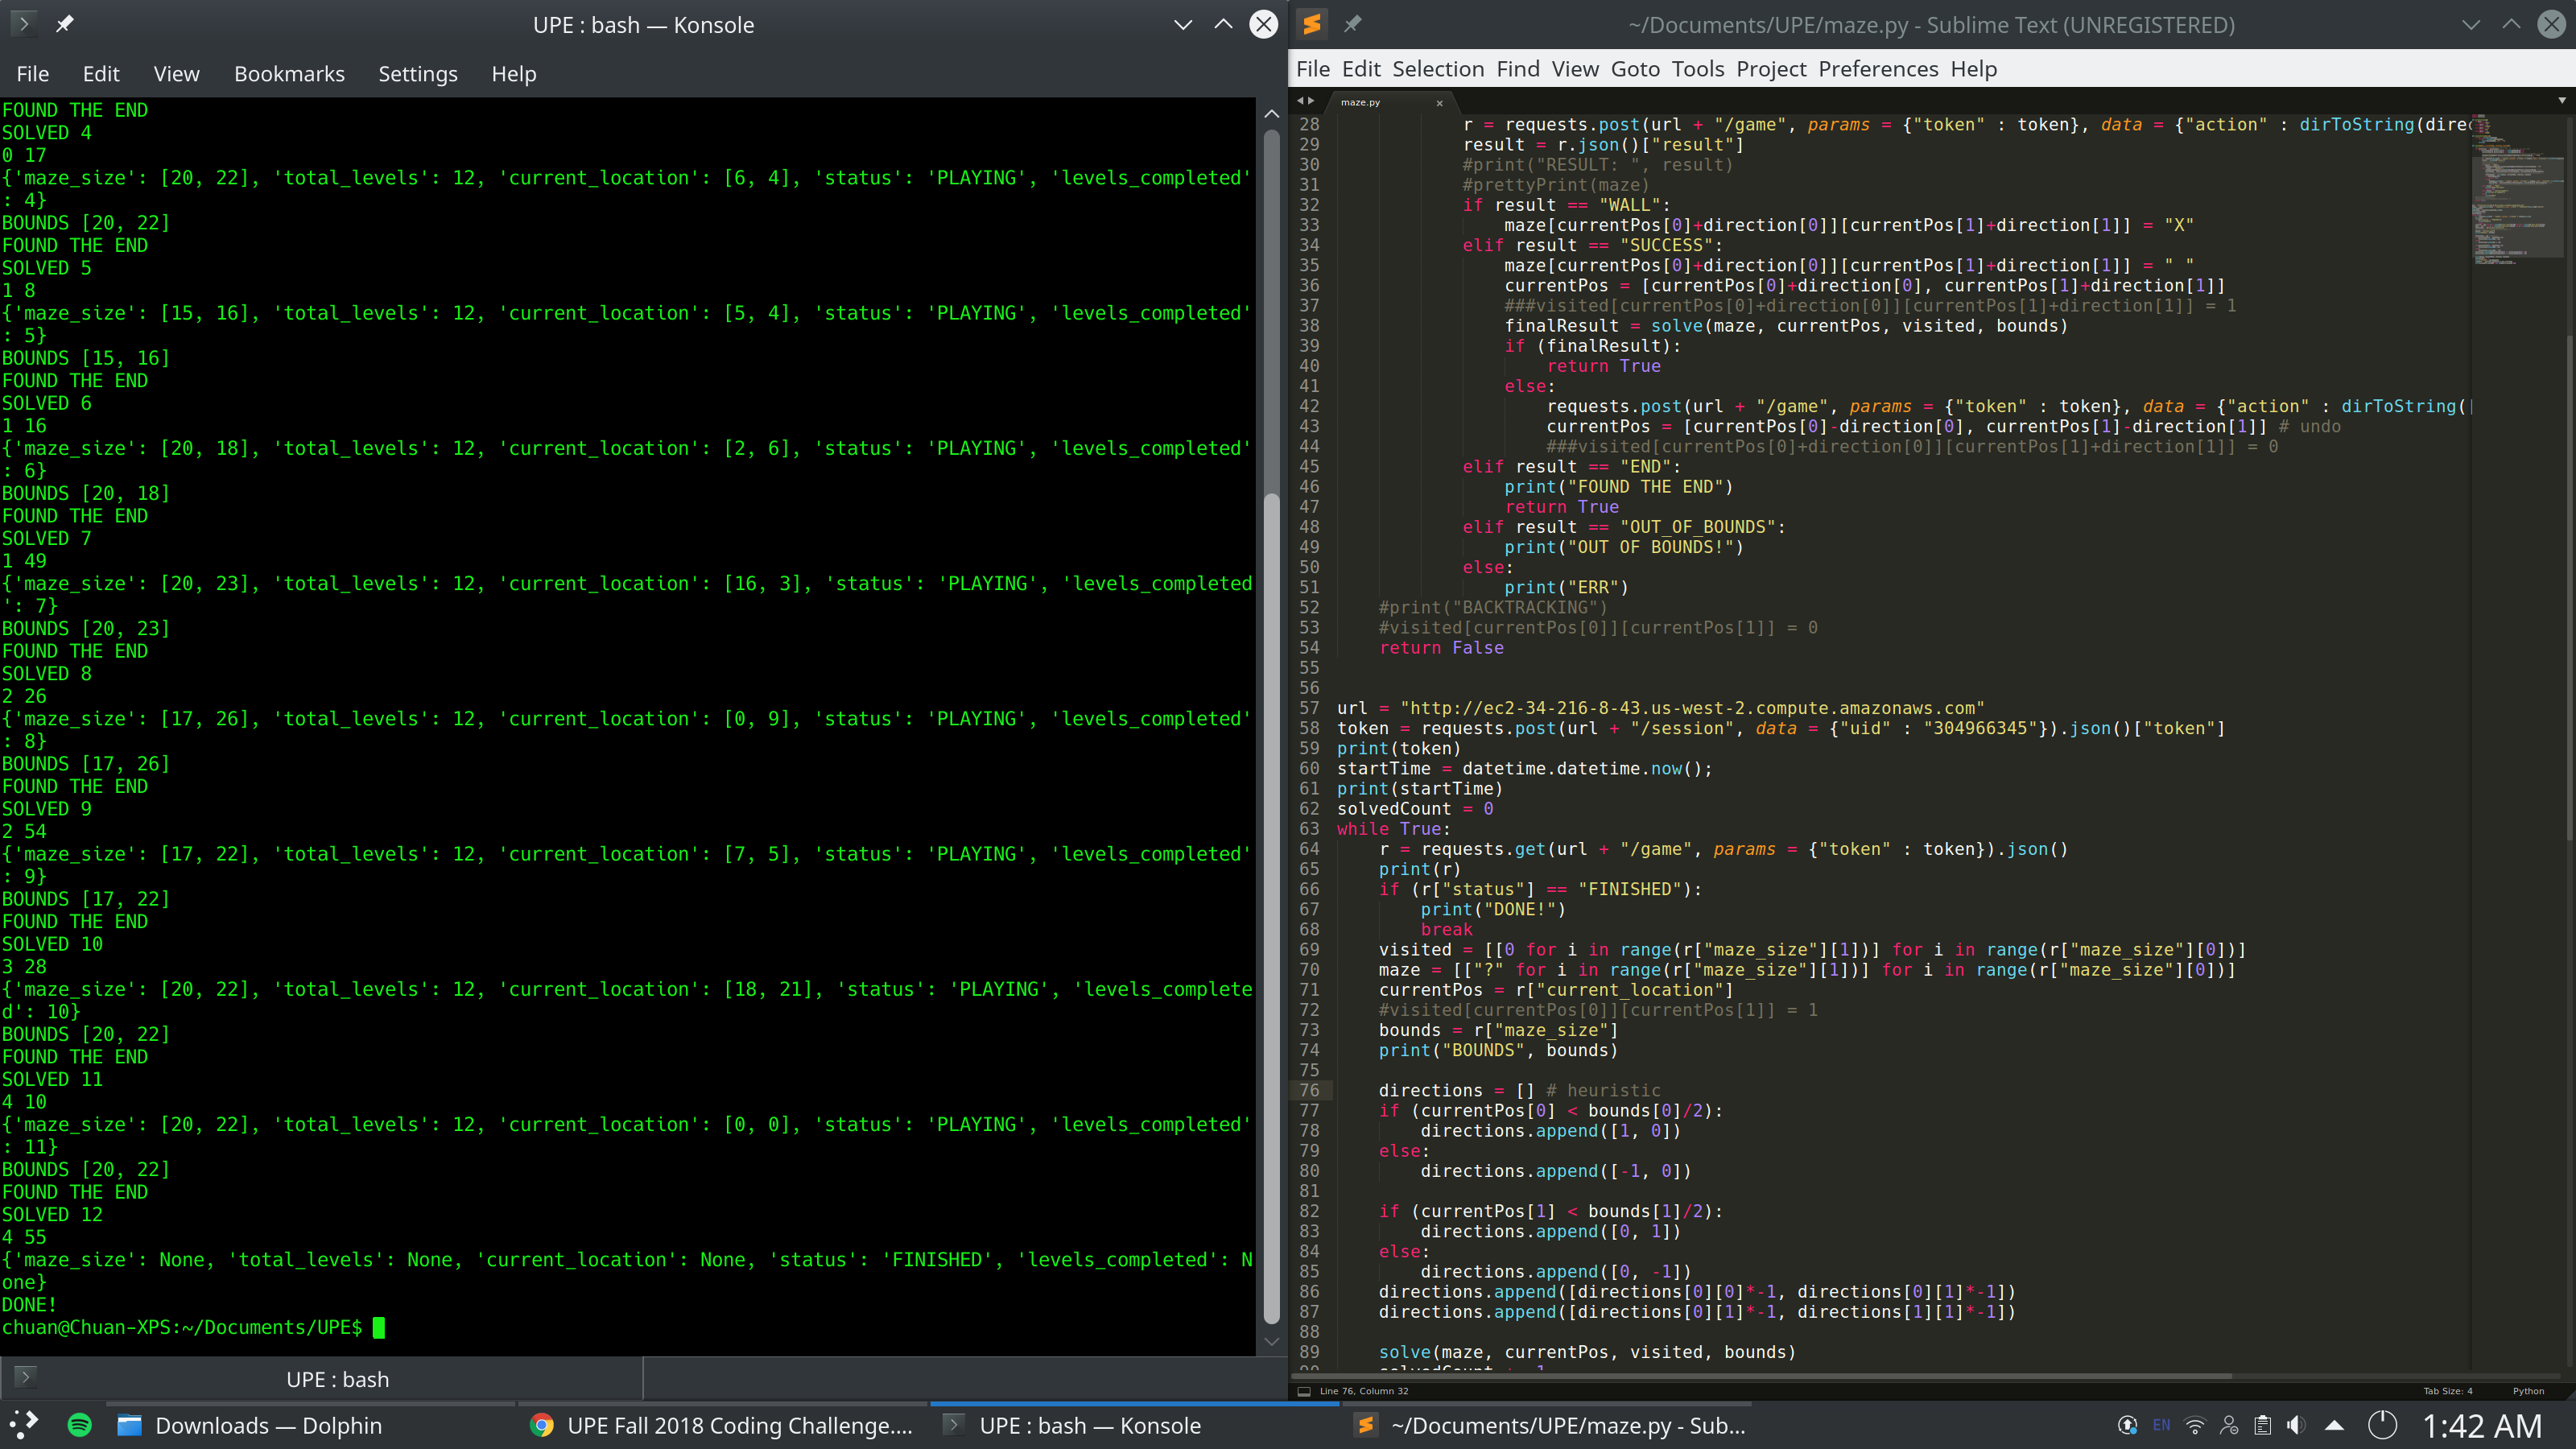 UPE : bash — Konsole
File Edit View Bookmarks Settings Help
FOUND THE END
SOLVED 4
0 17
{'maze_size': [20, 22], 'total_levels': 12, 'current_location': [6, 4], 'status': 'PLAYING', 'levels_completed'
: 4}
BOUNDS [20, 22]
FOUND THE END
SOLVED 5
1 8
{'maze_size': [15, 16], 'total_levels': 12, 'current_location': [5, 4], 'status': 'PLAYING', 'levels_completed'
: 5}
BOUNDS [15, 16]
FOUND THE END
SOLVED 6
1 16
{'maze_size': [20, 18], 'total_levels': 12, 'current_location': [2, 6], 'status': 'PLAYING', 'levels_completed'
: 6}
BOUNDS [20, 18]
FOUND THE END
SOLVED 7
1 49
{'maze_size': [20, 23], 'total_levels': 12, 'current_location': [16, 3], 'status': 'PLAYING', 'levels_completed
': 7}
BOUNDS [20, 23]
FOUND THE END
SOLVED 8
2 26
{'maze_size': [17, 26], 'total_levels': 12, 'current_location': [0, 9], 'status': 'PLAYING', 'levels_completed'
: 8}
BOUNDS [17, 26]
FOUND THE END
SOLVED 9
2 54
{'maze_size': [17, 22], 'total_levels': 12, 'current_location': [7, 5], 'status': 'PLAYING', 'levels_completed'
: 9}
BOUNDS [17, 22]
FOUND THE END
SOLVED 10
3 28
{'maze_size': [20, 22], 'total_levels': 12, 'current_location': [18, 21], 'status': 'PLAYING', 'levels_complete
d': 10}
BOUNDS [20, 22]
FOUND THE END
SOLVED 11
4 10
{'maze_size': [20, 22], 'total_levels': 12, 'current_location': [0, 0], 'status': 'PLAYING', 'levels_completed'
: 11}
BOUNDS [20, 22]
FOUND THE END
SOLVED 12
4 55
{'maze_size': None, 'total_levels': None, 'current_location': None, 'status': 'FINISHED', 'levels_completed': N
one}
DONE!
chuan@Chuan-XPS:~/Documents/UPE$
UPE : bash
~/Documents/UPE/maze.py - Sublime Text (UNREGISTERED)
File Edit Selection Find View Goto Tools Project Preferences Help
maze.py
28 r = requests.post(url + "/game", params = {"token" : token}, data = {"action" : dirToString(dire
29 result = r.json()["result"]
30 #print("RESULT: ", result)
31 #prettyPrint(maze)
32 if result == "WALL":
33 maze[currentPos[0]+direction[0]][currentPos[1]+direction[1]] = "X"
34 elif result == "SUCCESS":
35 maze[currentPos[0]+direction[0]][currentPos[1]+direction[1]] = " "
36 currentPos = [currentPos[0]+direction[0], currentPos[1]+direction[1]]
37 ###visited[currentPos[0]+direction[0]][currentPos[1]+direction[1]] = 1
38 finalResult = solve(maze, currentPos, visited, bounds)
39 if (finalResult):
40 return True
41 else:
42 requests.post(url + "/game", params = {"token" : token}, data = {"action" : dirToString([
43 currentPos = [currentPos[0]-direction[0], currentPos[1]-direction[1]] # undo
44 ###visited[currentPos[0]+direction[0]][currentPos[1]+direction[1]] = 0
45 elif result == "END":
46 print("FOUND THE END")
47 return True
48 elif result == "OUT_OF_BOUNDS":
49 print("OUT OF BOUNDS!")
50 else:
51 print("ERR")
52 #print("BACKTRACKING")
53 #visited[currentPos[0]][currentPos[1]] = 0
54 return False
55
56
57 url = "http://ec2-34-216-8-43.us-west-2.compute.amazonaws.com"
58 token = requests.post(url + "/session", data = {"uid" : "304966345"}).json()["token"]
59 print(token)
60 startTime = datetime.datetime.now();
61 print(startTime)
62 solvedCount = 0
63 while True:
64 r = requests.get(url + "/game", params = {"token" : token}).json()
65 print(r)
66 if (r["status"] == "FINISHED"):
67 print("DONE!")
68 break
69 visited = [[0 for i in range(r["maze_size"][1])] for i in range(r["maze_size"][0])]
70 maze = [["?" for i in range(r["maze_size"][1])] for i in range(r["maze_size"][0])]
71 currentPos = r["current_location"]
72 #visited[currentPos[0]][currentPos[1]] = 1
73 bounds = r["maze_size"]
74 print("BOUNDS", bounds)
75
76 directions = [] # heuristic
77 if (currentPos[0] < bounds[0]/2):
78 directions.append([1, 0])
79 else:
80 directions.append([-1, 0])
81
82 if (currentPos[1] < bounds[1]/2):
83 directions.append([0, 1])
84 else:
85 directions.append([0, -1])
86 directions.append([directions[0][0]*-1, directions[0][1]*-1])
87 directions.append([directions[0][1]*-1, directions[1][1]*-1])
88
89 solve(maze, currentPos, visited, bounds)
Line 76, Column 32
Tab Size: 4 Python
Downloads — Dolphin
UPE Fall 2018 Coding Challenge....
UPE : bash — Konsole
~/Documents/UPE/maze.py - Sub...
EN
1:42 AM